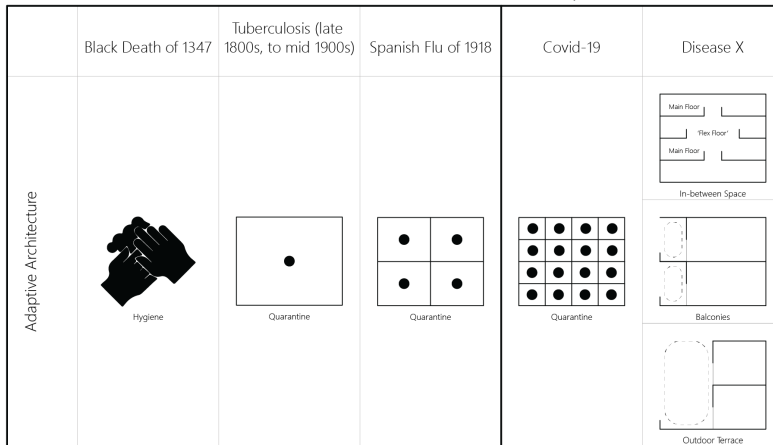 Black Death of 1347
Tuberculosis (late
1800s, to mid 1900s)
Spanish Flu of 1918
Covid-19
Disease X
Adaptive Architecture
Hygiene
Quarantine
Quarantine
Quarantine
Main Floor
'Flex Floor'
Main Floor
In-between Space
Balconies
Outdoor Terrace